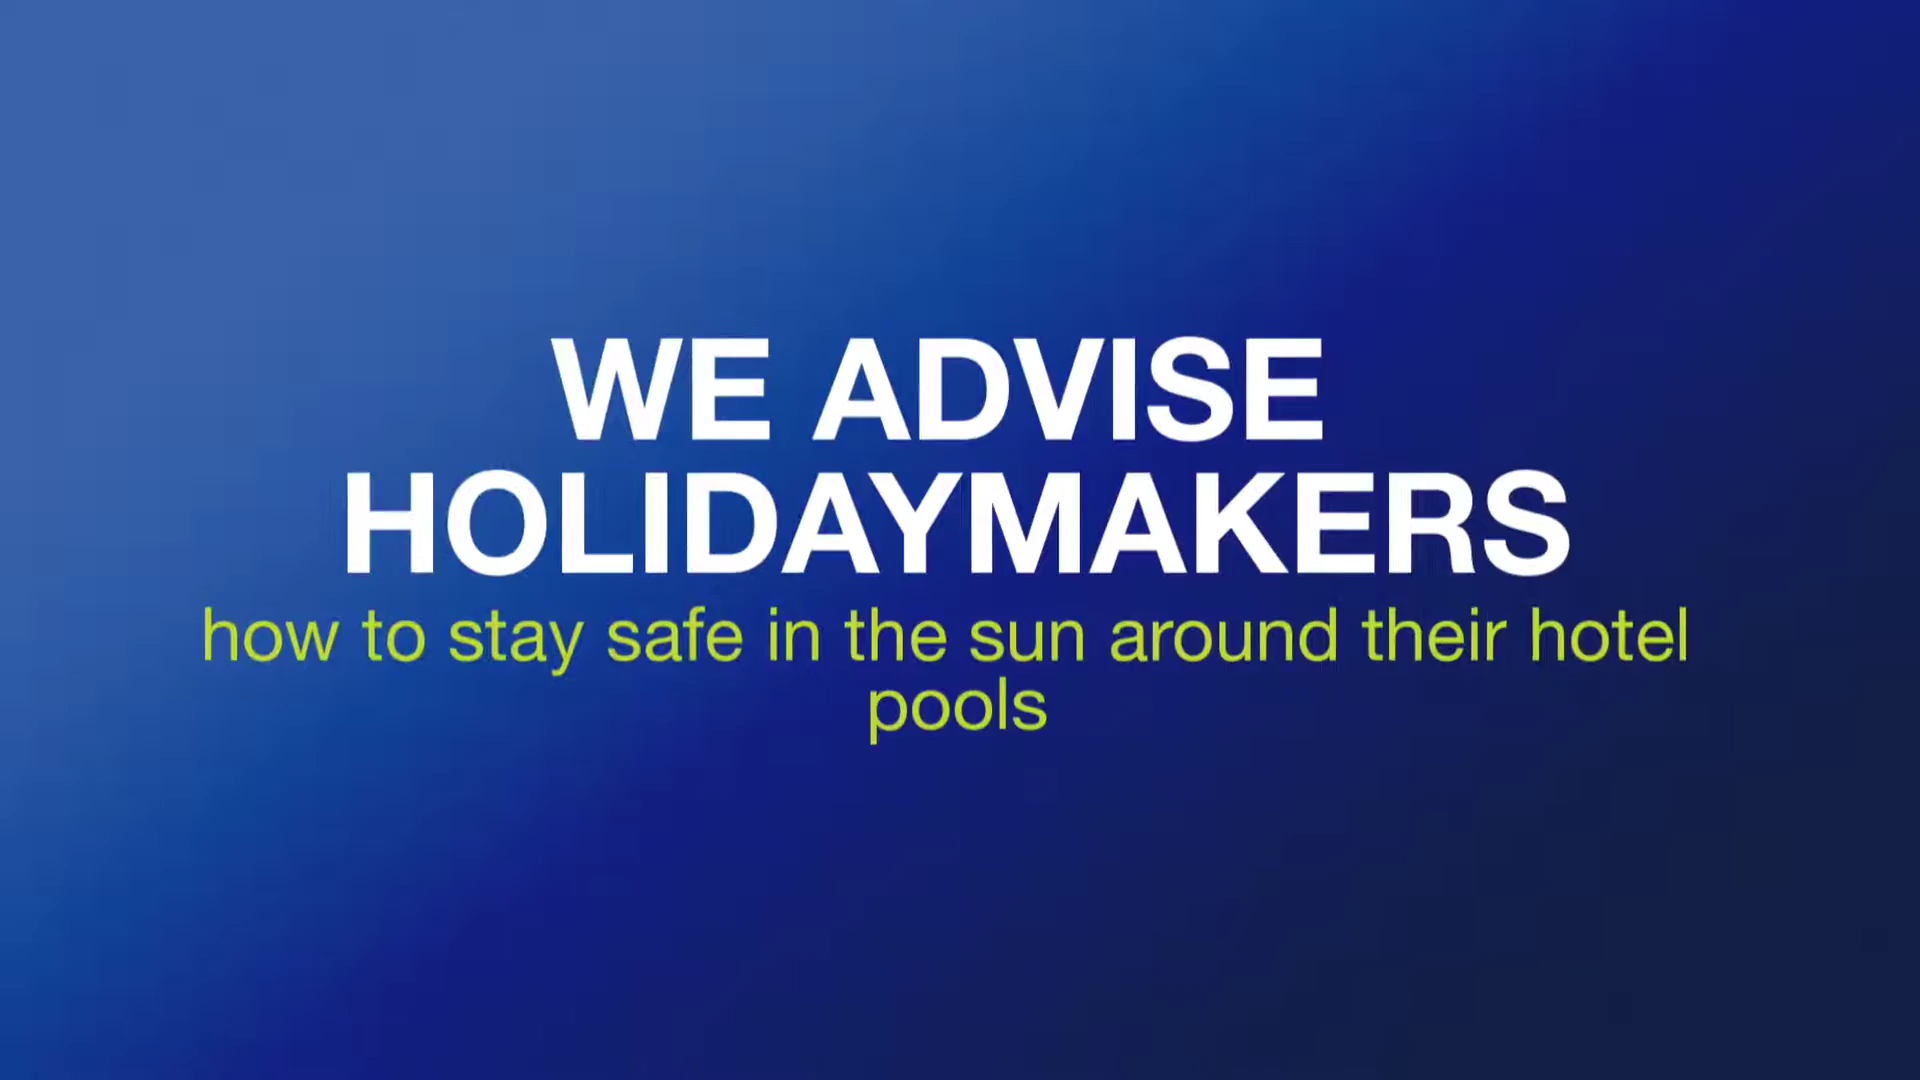 WE ADVISE
HOLIDAYMAKERS
how to stay safe in the sun around their hotel
pools